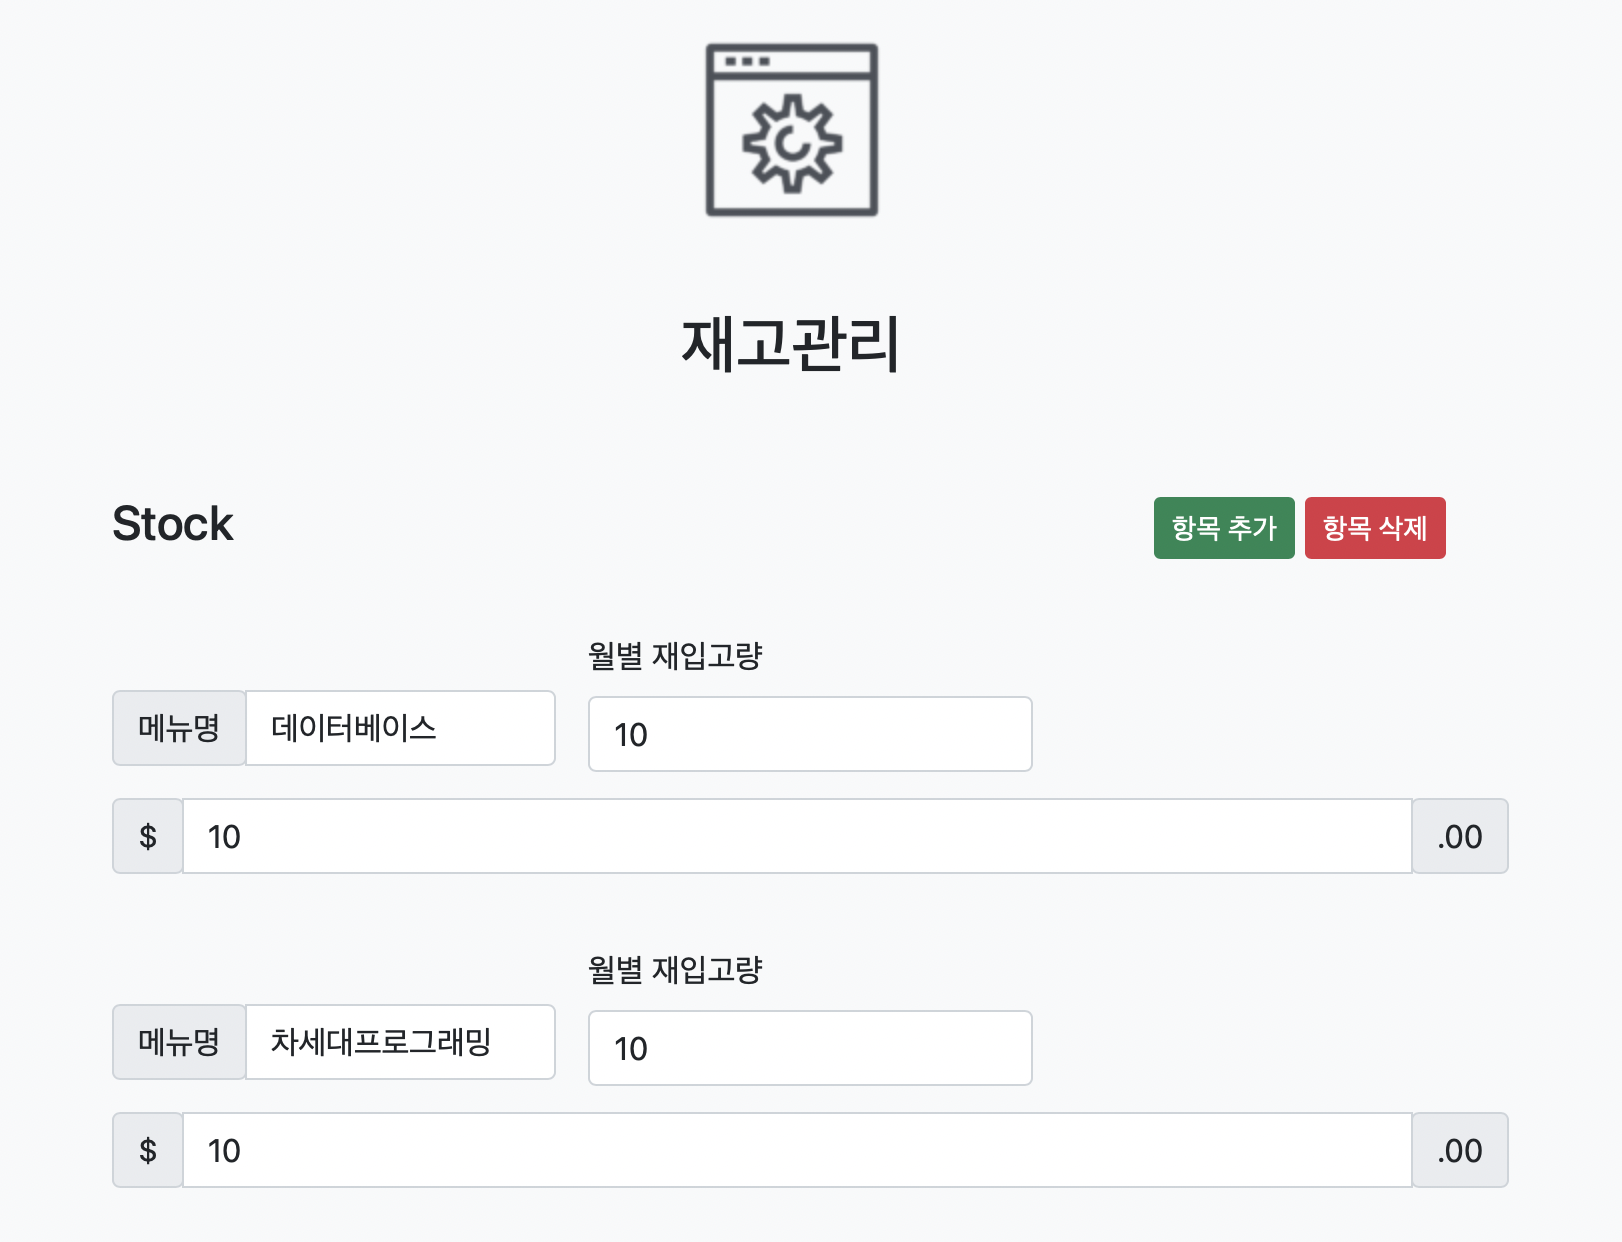 재고관리
Stock
항목 추가 항목 삭제
월별 재입고량
메뉴명 데이터베이스 10
$ 10 .00
월별 재입고량
메뉴명 차세대프로그래밍 10
$ 10 .00